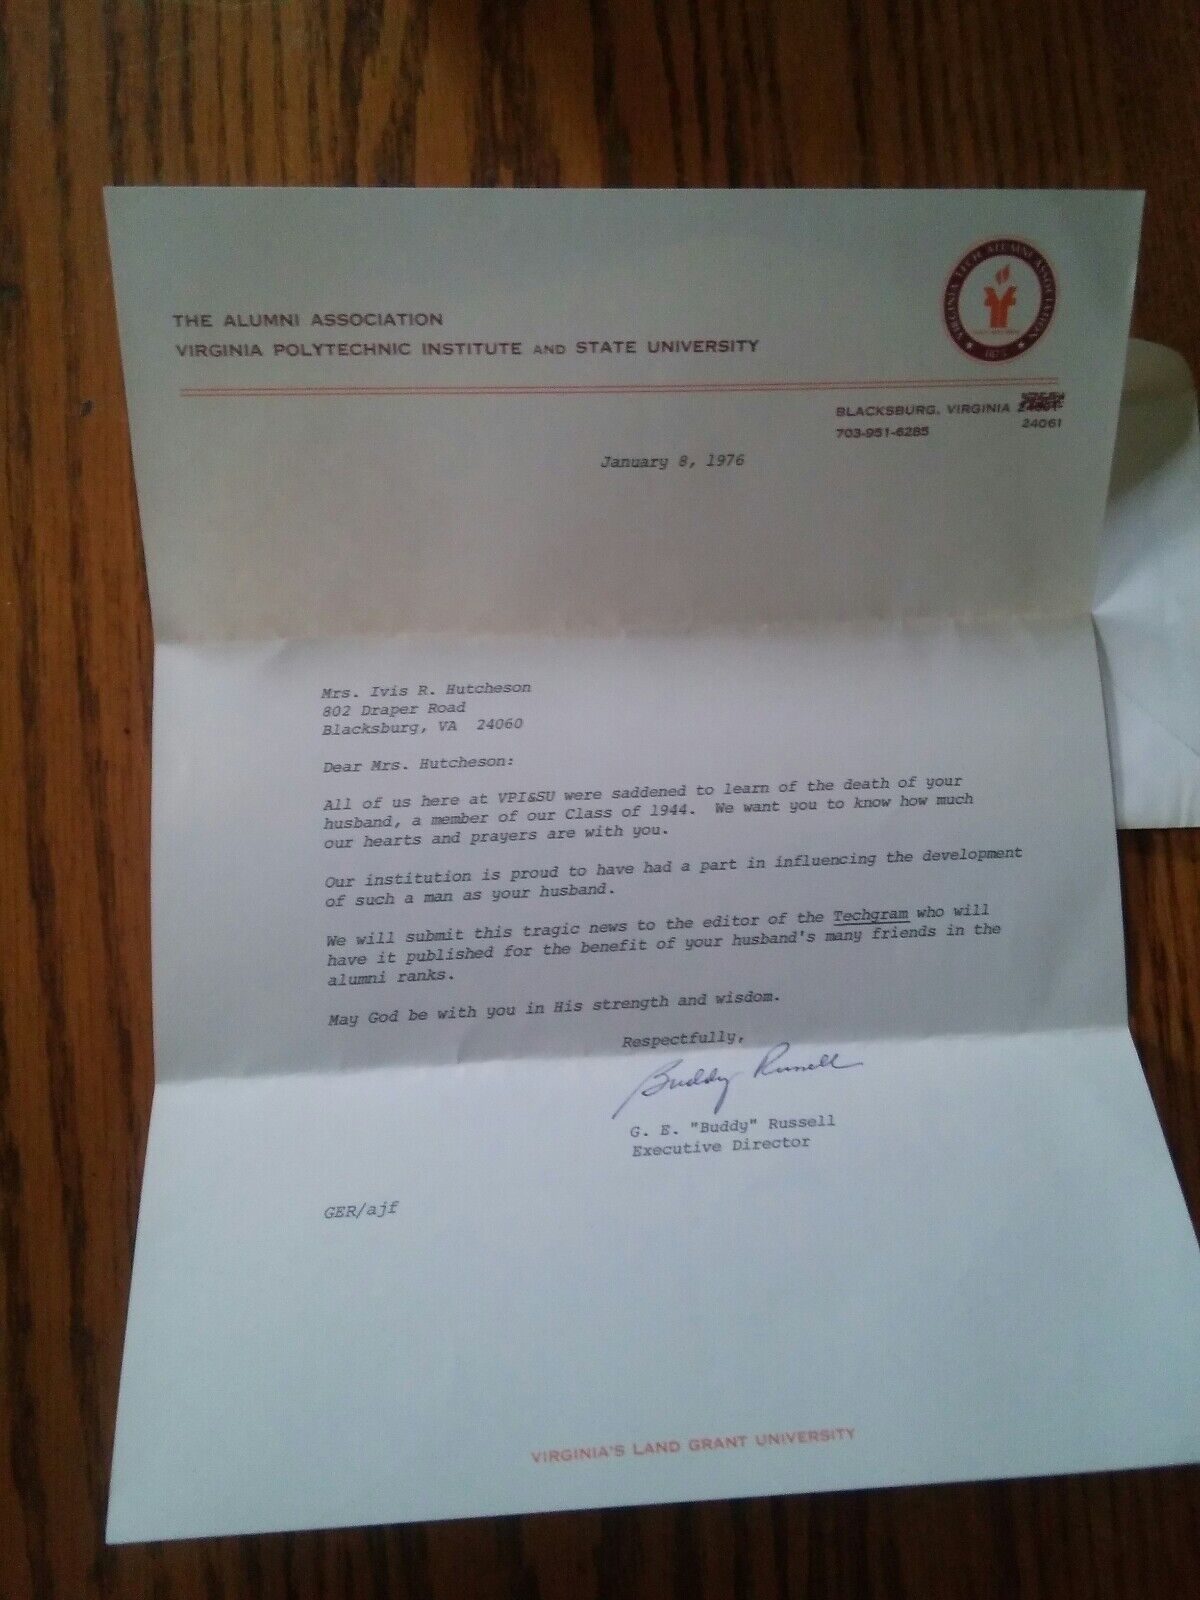 THE ALUMNI ASSOCIATION
VIRGINIA POLYTECHNIC INSTITUTE AND STATE UNIVERSITY
VIRGINIA TECH ALUMNI ASSOCIATION
1875
BLACKSBURG, VIRGINIA
24061
703-951-6285
January 8, 1976
Mrs. Ivis R. Hutcheson
802 Draper Road
Blacksburg, VA 24060
Dear Mrs. Hutcheson:
All of us here at VPI&SU were saddened to learn of the death of your
husband, a member of our Class of 1944. We want you to know how much
our hearts and prayers are with you.
Our institution is proud to have had a part in influencing the development
of such a man as your husband.
We will submit this tragic news to the editor of the Techgram who will
have it published for the benefit of your husband's many friends in the
alumni ranks.
May God be with you in His strength and wisdom.
Respectfully,
Buddy Russell
G. E. "Buddy" Russell
Executive Director
GER/ajf
VIRGINIA'S LAND GRANT UNIVERSITY